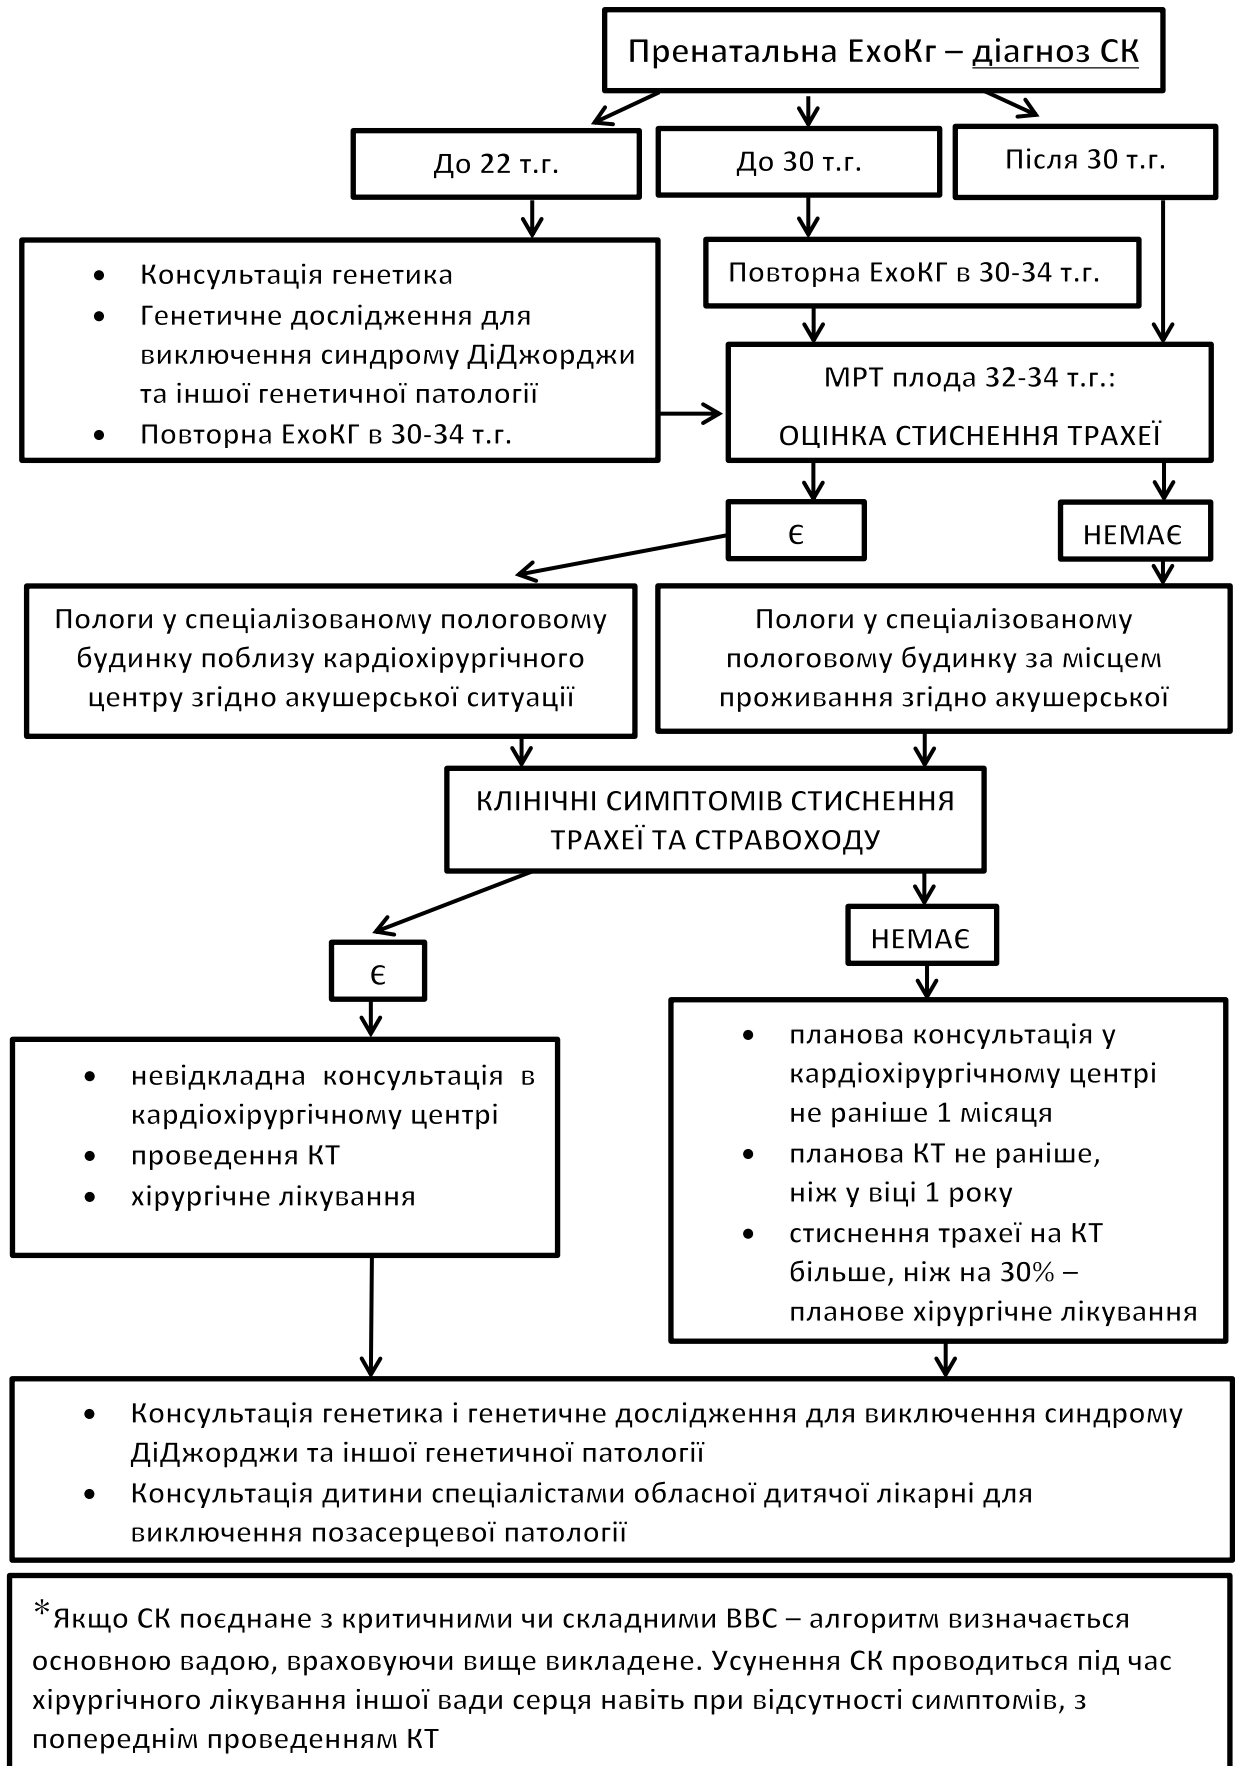 Пренатальна ЕхоКг – діагноз СК
До 22 т.г.
До 30 т.г.
Після 30 т.г.
• Консультація генетика
• Генетичне дослідження для
виключення синдрому ДіДжорджи
та іншої генетичної патології
• Повторна ЕхоКГ в 30-34 т.г.
Повторна ЕхоКГ в 30-34 т.г.
МРТ плода 32-34 т.г.:
ОЦІНКА СТИСНЕННЯ ТРАХЕЇ
Є
НЕМАЄ
Пологи у спеціалізованому пологовому
будинку поблизу кардіохірургічного
центру згідно акушерської ситуації
Пологи у спеціалізованому
пологовому будинку за місцем
проживання згідно акушерської
КЛІНІЧНІ СИМПТОМІВ СТИСНЕННЯ
ТРАХЕЇ ТА СТРАВОХОДУ
Є
НЕМАЄ
• невідкладна консультація в
кардіохірургічному центрі
• проведення КТ
• хірургічне лікування
• планова консультація у
кардіохірургічному центрі
не раніше 1 місяця
• планова КТ не раніше,
ніж у віці 1 року
• стиснення трахеї на КТ
більше, ніж на 30% –
планове хірургічне лікування
• Консультація генетика і генетичне дослідження для виключення синдрому
ДіДжорджи та іншої генетичної патології
• Консультація дитини спеціалістами обласної дитячої лікарні для
виключення позасерцевої патології
*Якщо СК поєднане з критичними чи складними ВВС – алгоритм визначається
основною вадою, враховуючи вище викладене. Усунення СК проводиться під час
хірургічного лікування іншої вади серця навіть при відсутності симптомів, з
попереднім проведенням КТ